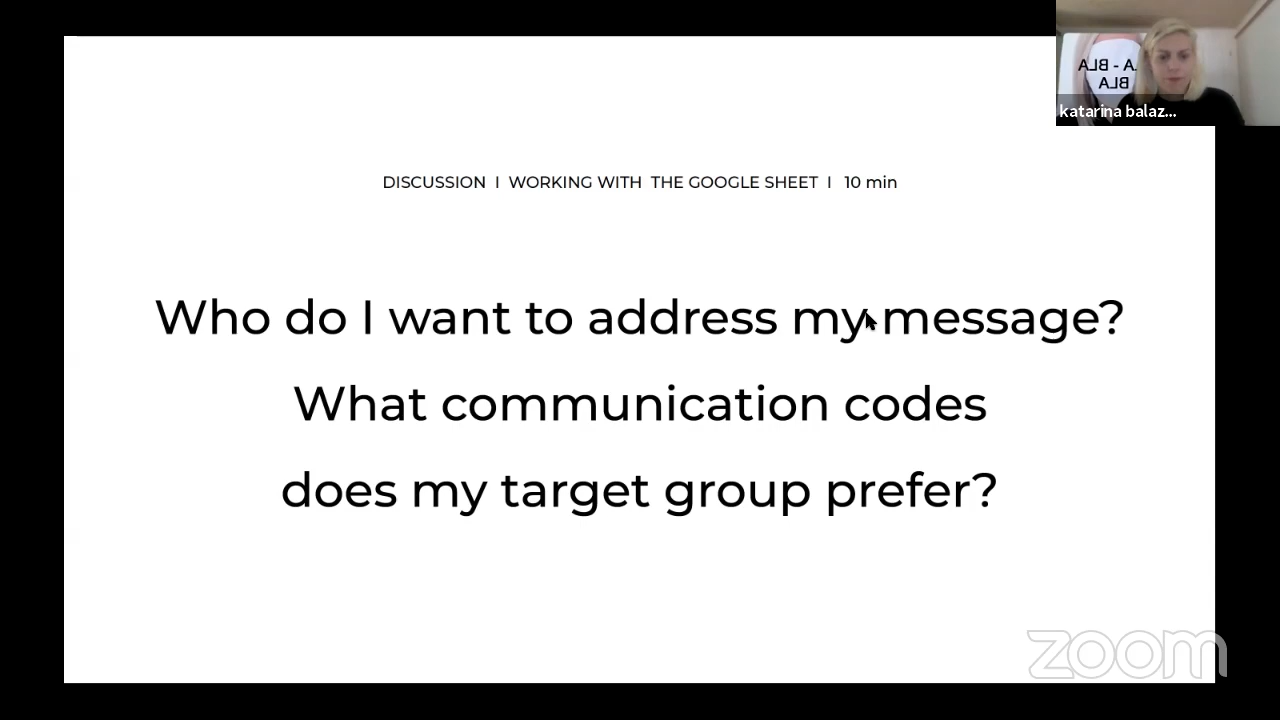 BLA - BLA
BLA
katarina balaz...
DISCUSSION I WORKING WITH THE GOOGLE SHEET I 10 min
Who do I want to address my message?
What communication codes
does my target group prefer?
zoom